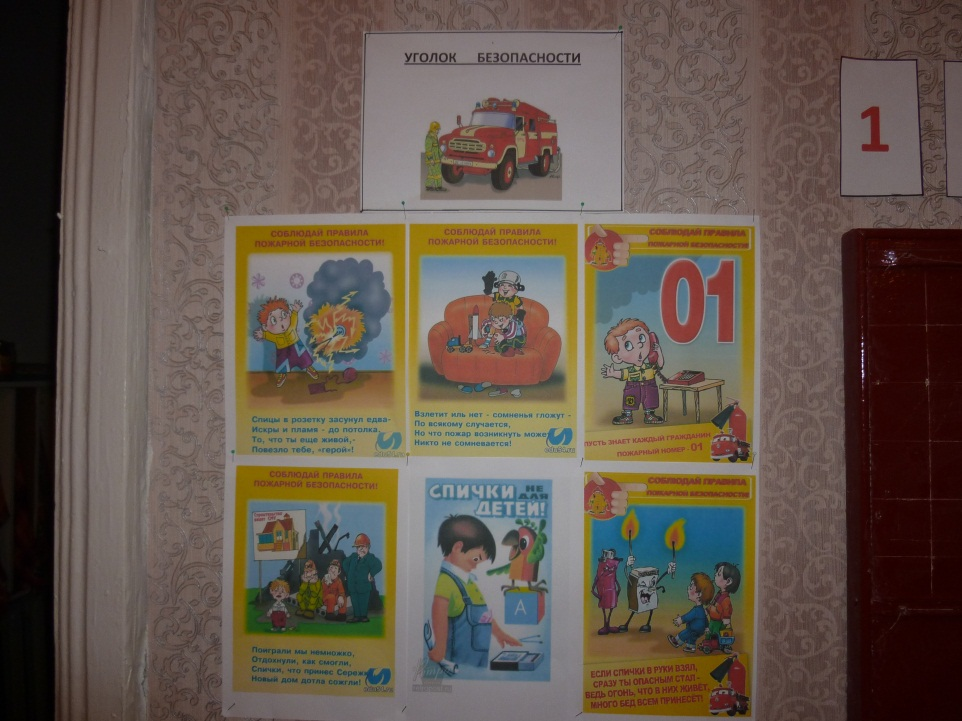 УГОЛОК БЕЗОПАСНОСТИ
1
СОБЛЮДАЙ ПРАВИЛА
ПОЖАРНОЙ БЕЗОПАСНОСТИ!
Спицы в розетку засунул едва-
Искры и пламя - до потолка,
То, что ты еще живой,-
Повезло тебе, «герой»!
СОБЛЮДАЙ ПРАВИЛА
ПОЖАРНОЙ БЕЗОПАСНОСТИ!
Взлетит иль нет - сомненья гложут -
По всякому случается,
Но что пожар возникнуть може
Никто не сомневается!
СОБЛЮДАЙ ПРАВИЛА
ПОЖАРНОЙ БЕЗОПАСНОСТИ!
01
ПУСТЬ ЗНАЕТ КАЖДЫЙ ГРАЖДАНИН
ПОЖАРНЫЙ НОМЕР - 01
СОБЛЮДАЙ ПРАВИЛА
ПОЖАРНОЙ БЕЗОПАСНОСТИ!
Поиграли мы немножко,
Отдохнули, как смогли,
Спички, что принес Сереж
Новый дом дотла сожгли!
СПИЧКИ НЕ ДЛЯ
ДЕТЕЙ!
А
СОБЛЮДАЙ ПРАВИЛА
ПОЖАРНОЙ БЕЗОПАСНОСТИ!
ЕСЛИ СПИЧКИ В РУКИ ВЗЯЛ,
СРАЗУ ТЫ ОПАСНЫМ СТАЛ -
ВЕДЬ ОГОНЬ, ЧТО В НИХ ЖИВЁТ,
МНОГО БЕД ВСЕМ ПРИНЕСЁТ!